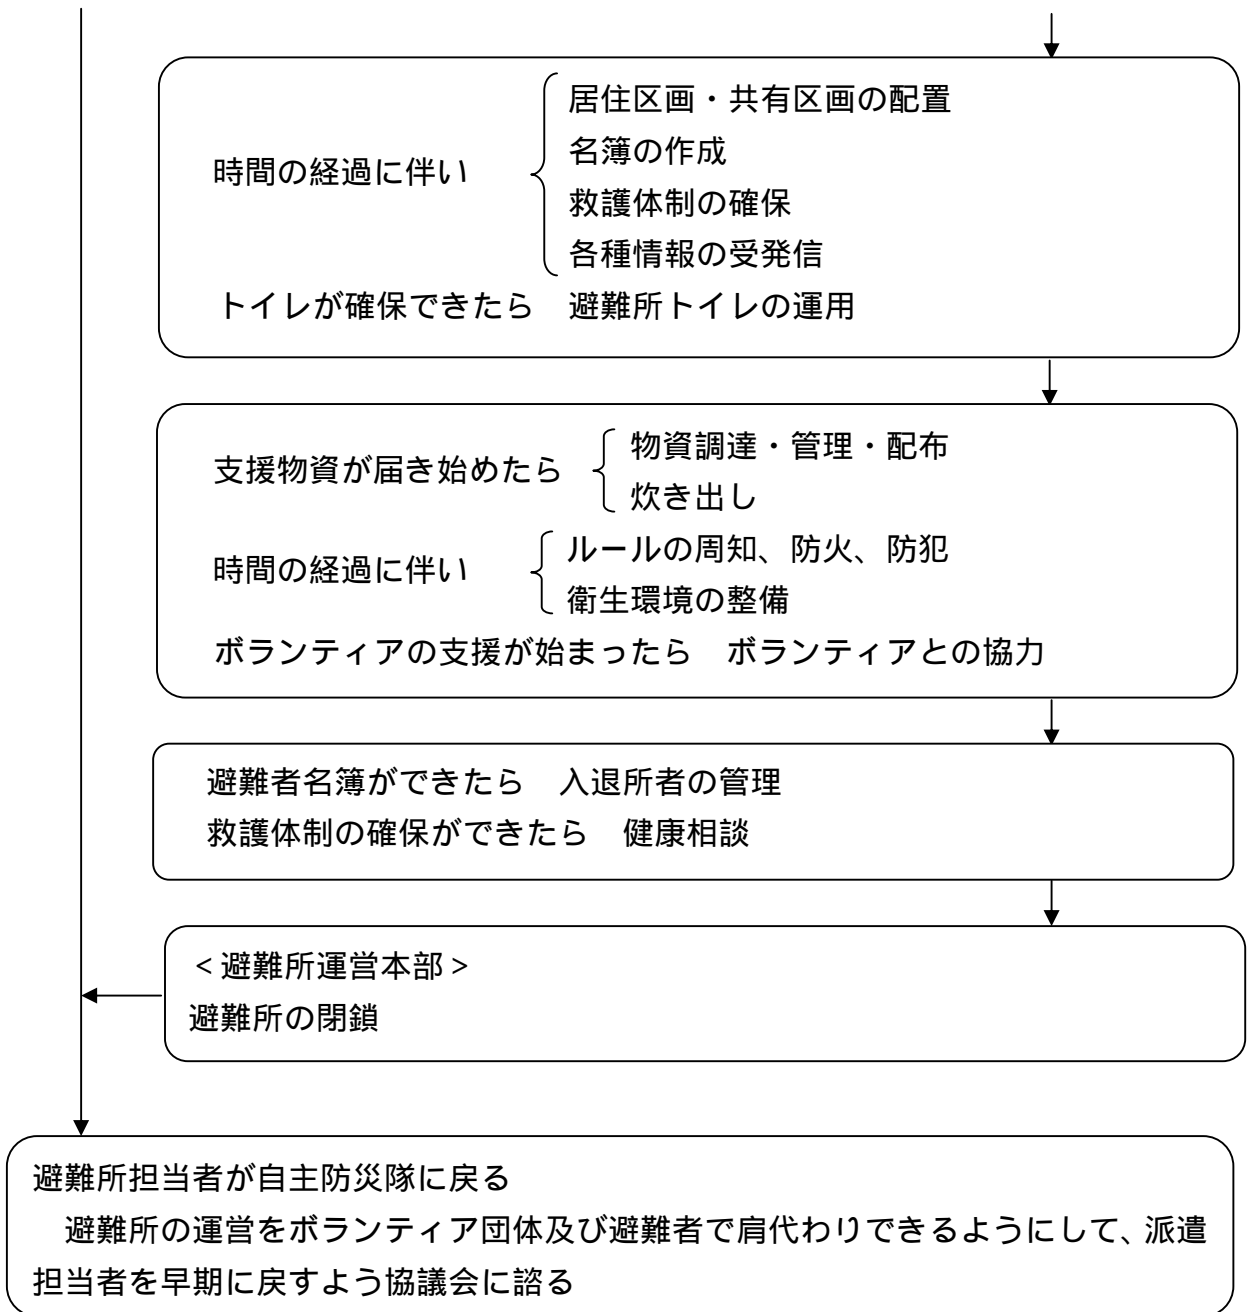 居住区画・共有区画の配置
名簿の作成
時間の経過に伴い
救護体制の確保
各種情報の受発信
トイレが確保できたら　避難所トイレの運用
物資調達・管理・配布
支援物資が届き始めたら
炊き出し
ルールの周知、防火、防犯
時間の経過に伴い
衛生環境の整備
ボランティアの支援が始まったら　ボランティアとの協力
避難者名簿ができたら　入退所者の管理
救護体制の確保ができたら　健康相談
＜避難所運営本部＞
避難所の閉鎖
避難所担当者が自主防災隊に戻る
　避難所の運営をボランティア団体及び避難者で肩代わりできるようにして、派遣
担当者を早期に戻すよう協議会に諮る